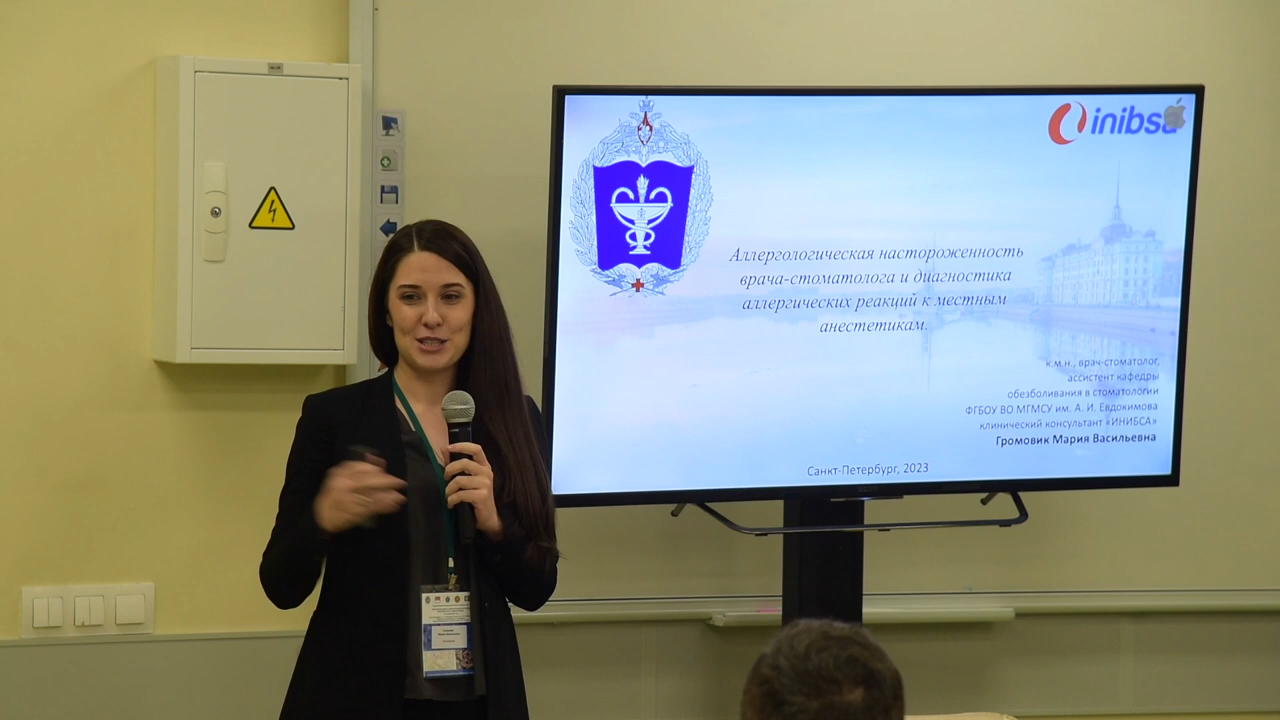 inibsa
Аллергологическая настороженность
врача-стоматолога и диагностика
аллергических реакций к местным
анестетикам.
к.м.н., врач-стоматолог,
ассистент кафедры
обезболивания в стоматологии
ФГБОУ ВО МГМСУ им. А. И. Евдокимова
клинический консультант «ИНИБСА»
Громовик Мария Васильевна
Санкт-Петербург, 2023